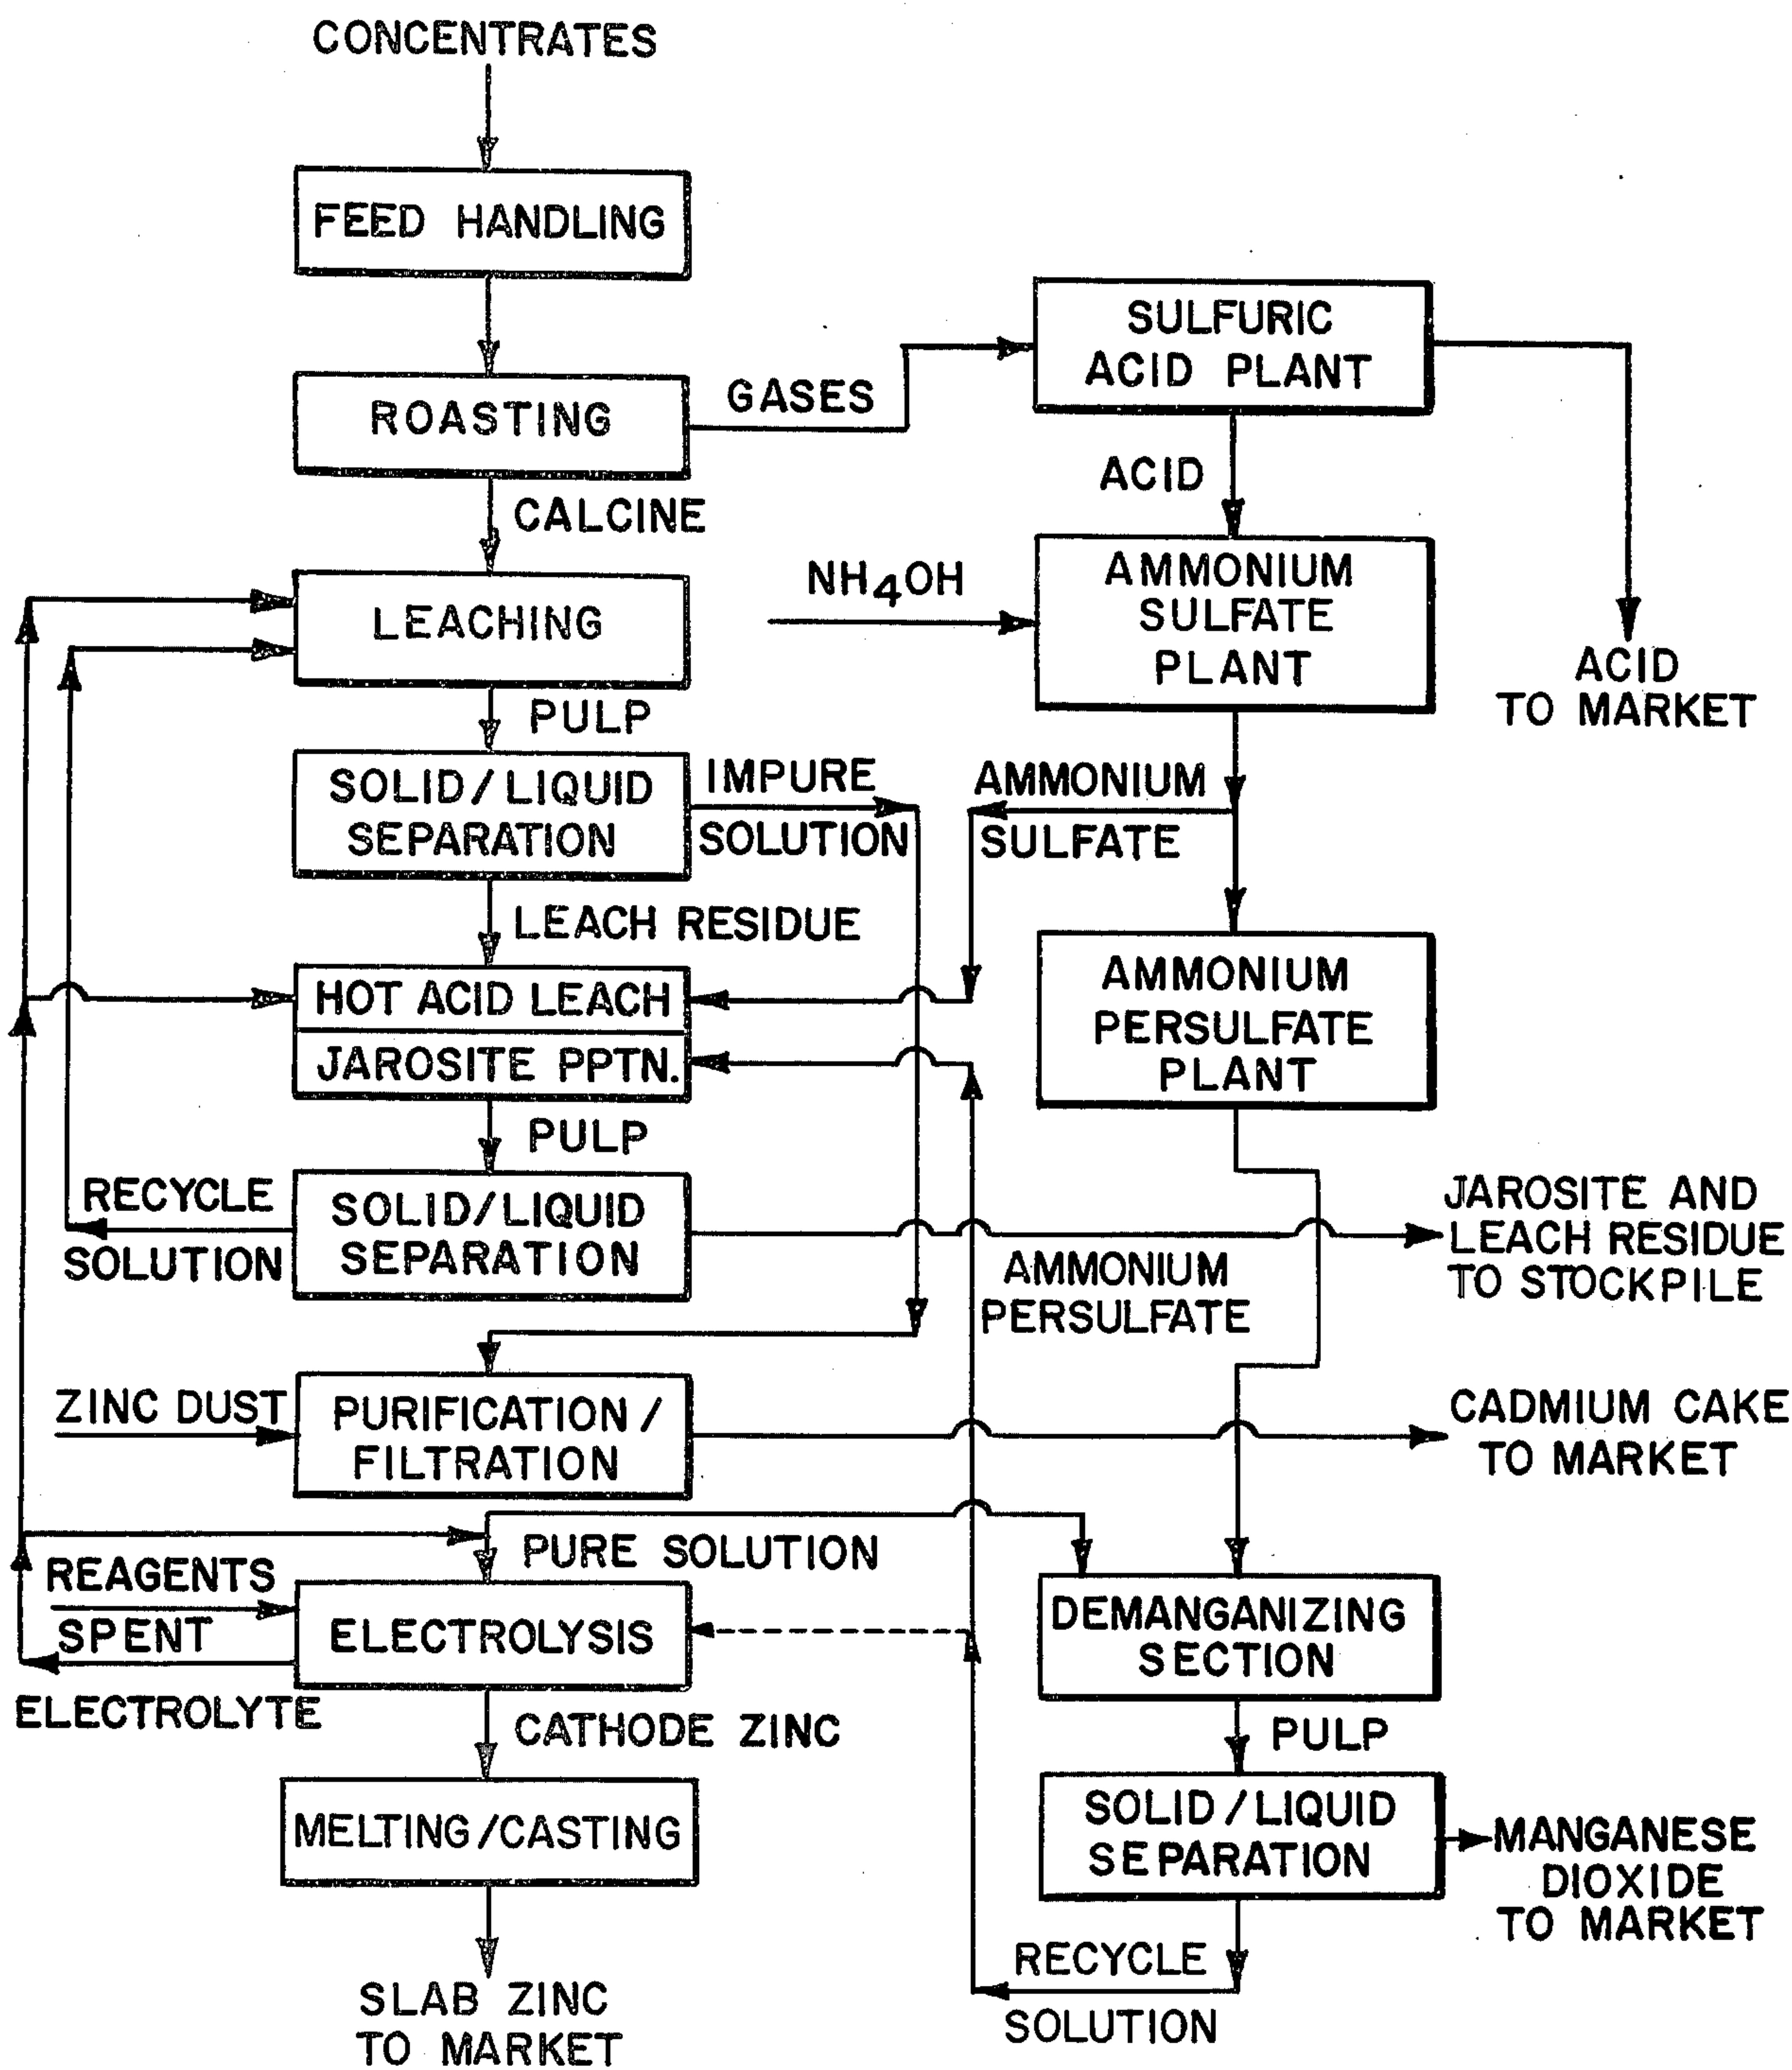 CONCENTRATES
FEED HANDLING
ROASTING
GASES
SULFURIC
ACID PLANT
CALCINE
ACID
LEACHING
NH4OH
AMMONIUM
SULFATE
PLANT
ACID
TO MARKET
PULP
SOLID/LIQUID
SEPARATION
IMPURE
SOLUTION
AMMONIUM
SULFATE
LEACH RESIDUE
HOT ACID LEACH
JAROSITE PPTN.
AMMONIUM
PERSULFATE
PLANT
PULP
RECYCLE
SOLUTION
SOLID/LIQUID
SEPARATION
JAROSITE AND
LEACH RESIDUE
TO STOCKPILE
AMMONIUM
PERSULFATE
ZINC DUST
PURIFICATION/
FILTRATION
CADMIUM CAKE
TO MARKET
PURE SOLUTION
REAGENTS
SPENT
ELECTROLYTE
ELECTROLYSIS
DEMANGANIZING
SECTION
CATHODE ZINC
PULP
MELTING/CASTING
SOLID/LIQUID
SEPARATION
MANGANESE
DIOXIDE
TO MARKET
RECYCLE
SOLUTION
SLAB ZINC
TO MARKET